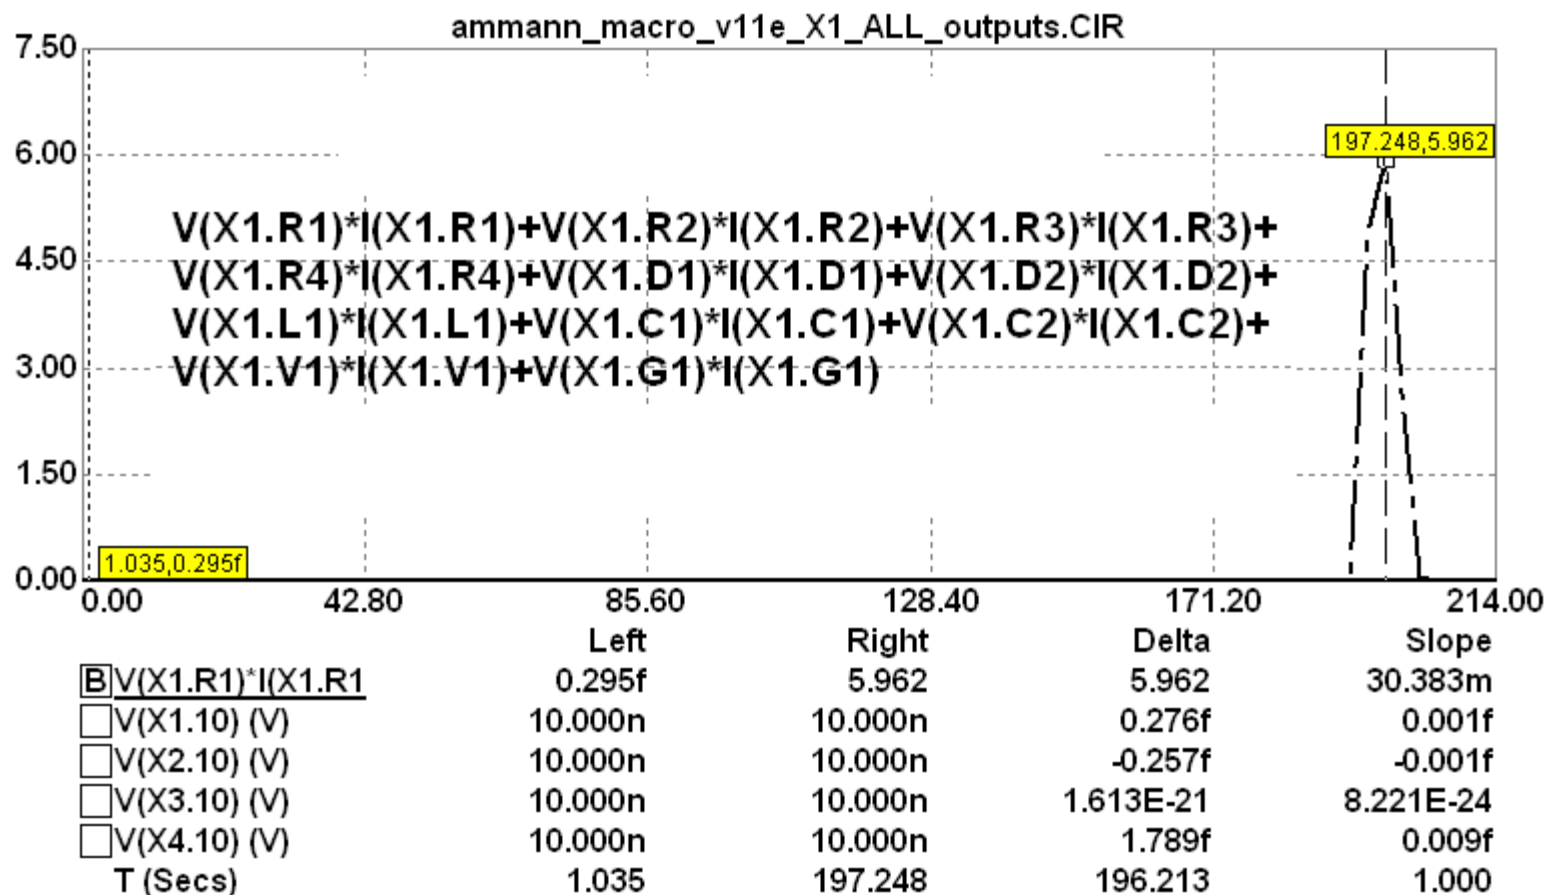 ammann_macro_v11e_X1_ALL_outputs.CIR
7.50
6.00
197.248,5.962
V(X1.R1)*I(X1.R1)+V(X1.R2)*I(X1.R2)+V(X1.R3)*I(X1.R3)+
4.50
V(X1.R4)*I(X1.R4)+V(X1.D1)*I(X1.D1)+V(X1.D2)*I(X1.D2)+
V(X1.L1)*I(X1.L1)+V(X1.C1)*I(X1.C1)+V(X1.C2)*I(X1.C2)+
3.00
V(X1.V1)*I(X1.V1)+V(X1.G1)*I(X1.G1)
1.50
1.035,0.295f
0.00
0.00 42.80 85.60 128.40 171.20 214.00
Left Right Delta Slope
B V(X1.R1)*I(X1.R1 0.295f 5.962 5.962 30.383m
V(X1.10) (V) 10.000n 10.000n 0.276f 0.001f
V(X2.10) (V) 10.000n 10.000n -0.257f -0.001f
V(X3.10) (V) 10.000n 10.000n 1.613E-21 8.221E-24
V(X4.10) (V) 10.000n 10.000n 1.789f 0.009f
T (Secs) 1.035 197.248 196.213 1.000